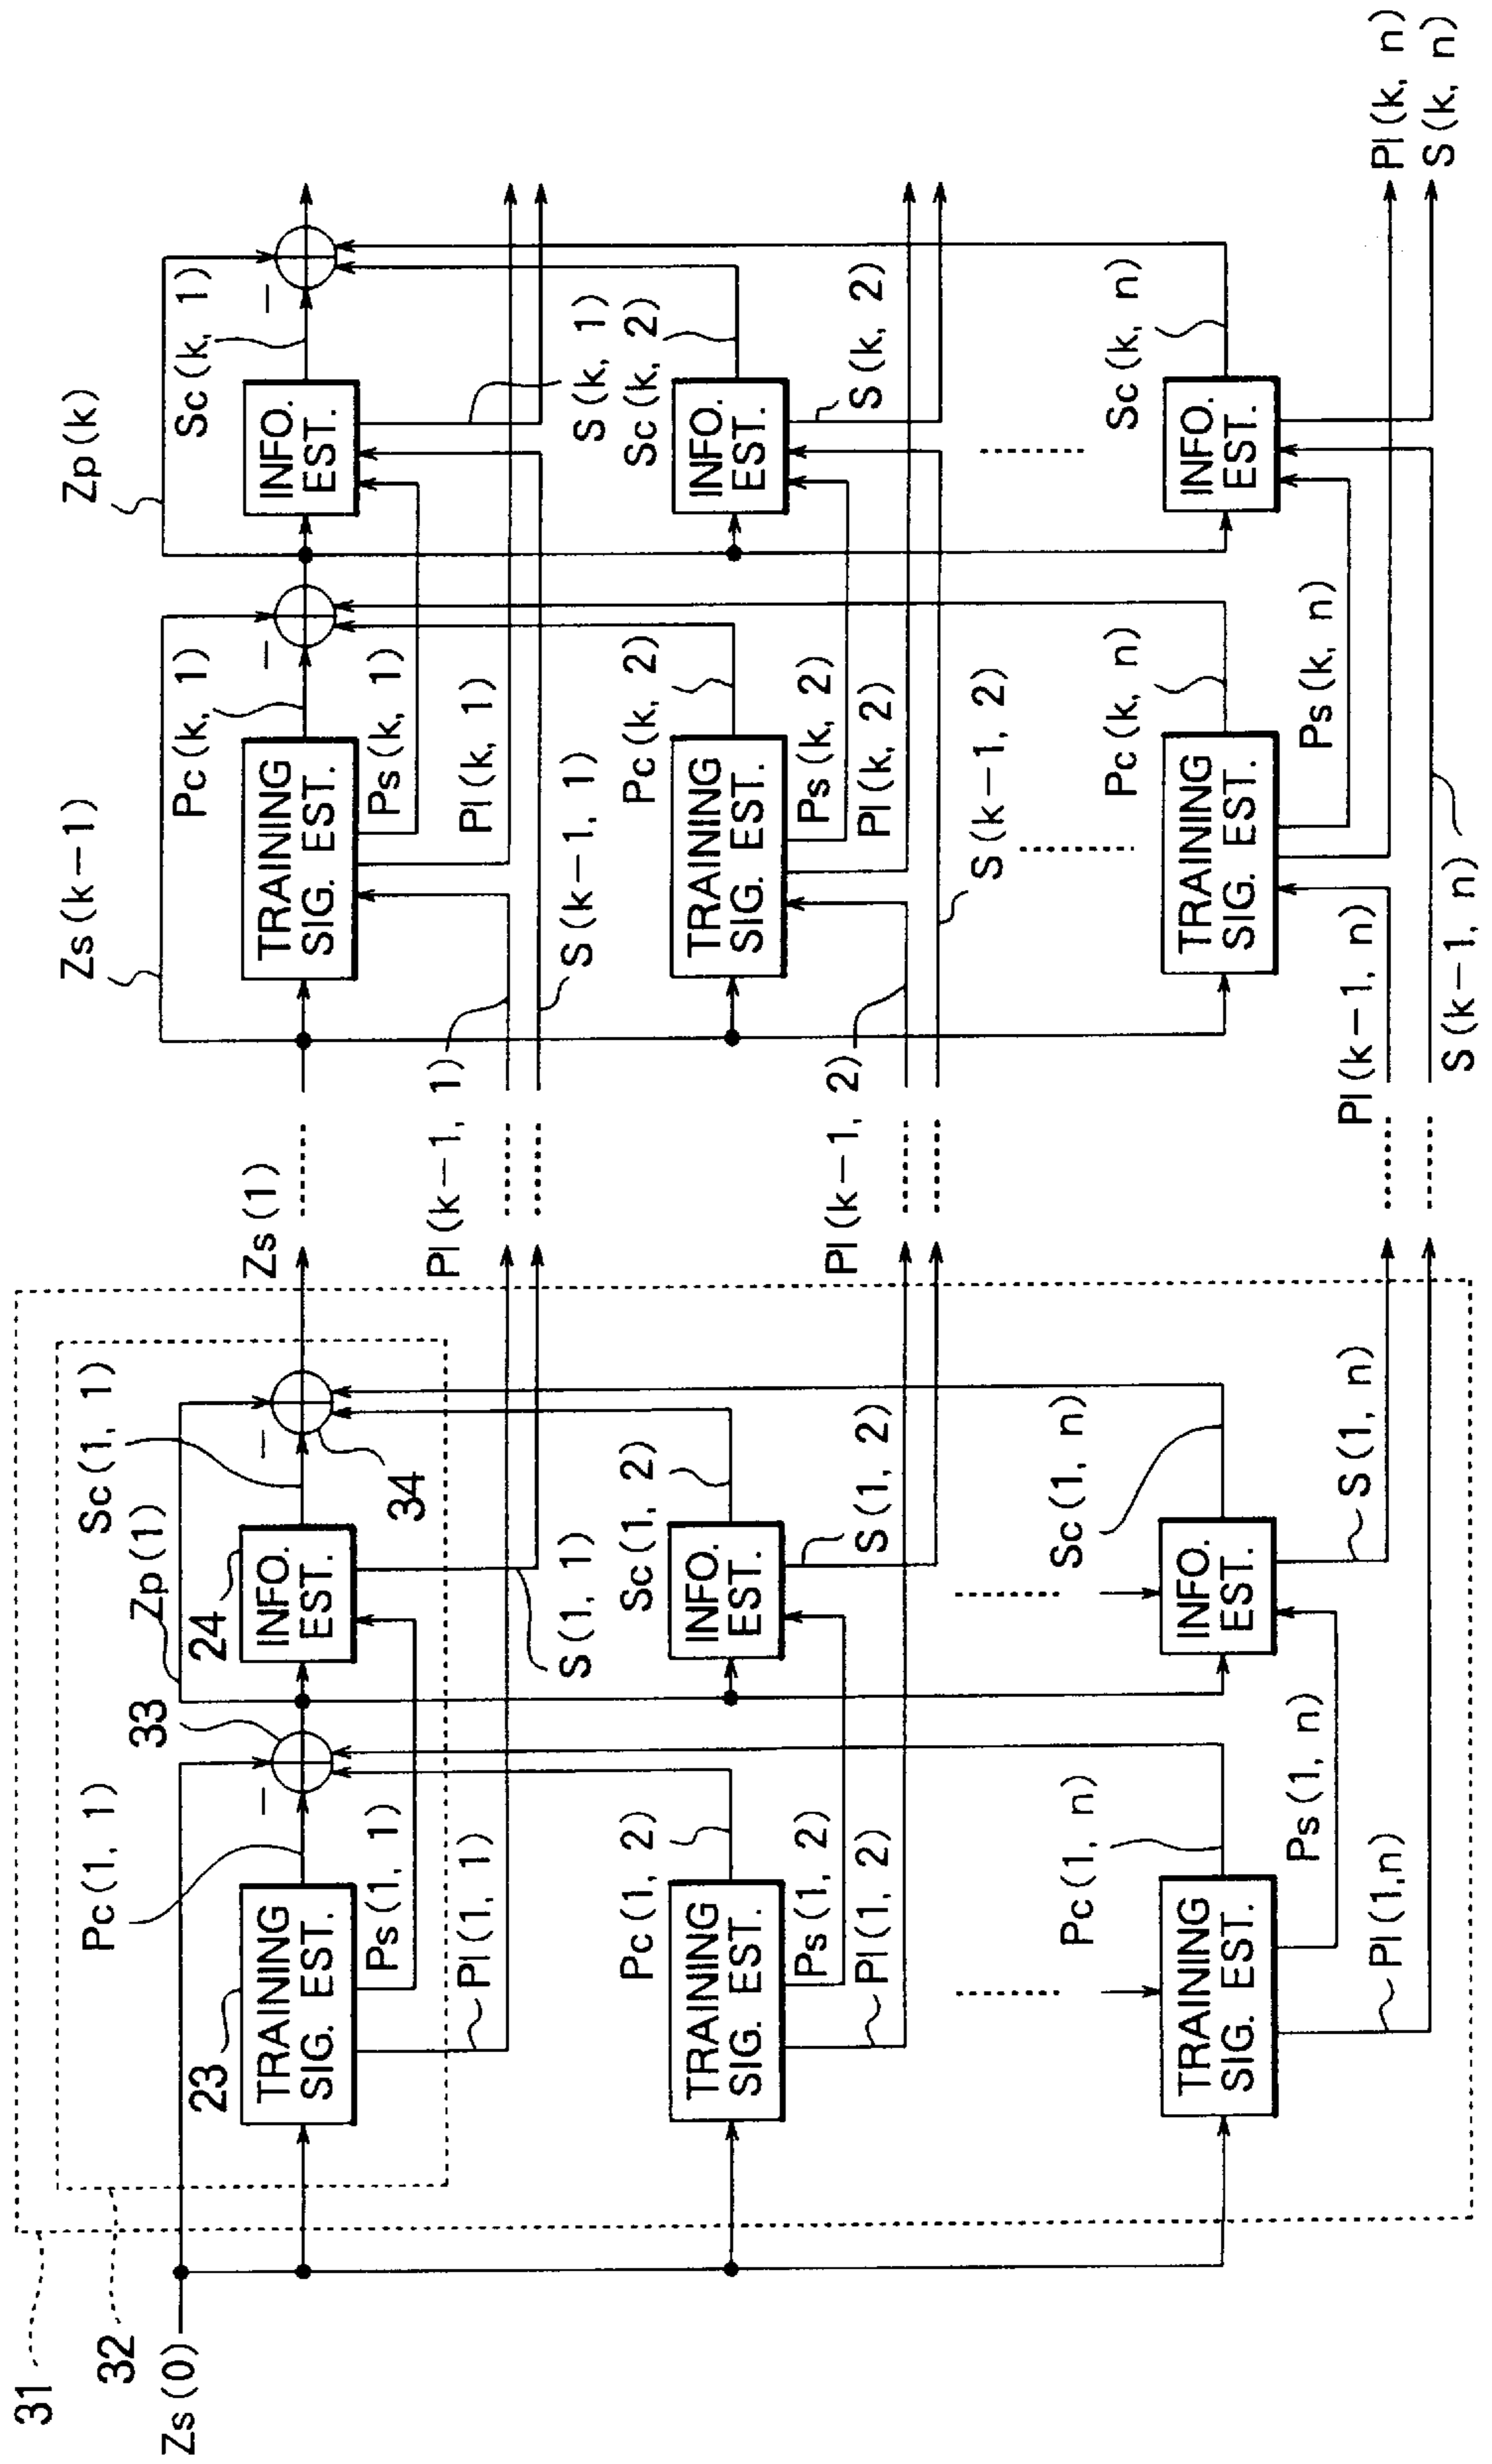 31
32
Zs(0)
23
TRAINING
SIG. EST.
Pc(1, 1)
Ps(1, 1)
Pl(1, 1)
33
Zp(1)
24
INFO.
EST.
Sc(1, 1)
34
S(1, 1)
Zs(1)
TRAINING
SIG. EST.
Pc(1, 2)
Ps(1, 2)
Pl(1, 2)
INFO.
EST.
Sc(1, 2)
S(1, 2)
TRAINING
SIG. EST.
Pc(1, n)
Ps(1, n)
Pl(1,n)
INFO.
EST.
Sc(1, n)
S(1, n)
Zs(k-1)
TRAINING
SIG. EST.
Pc(k, 1)
Ps(k, 1)
Pl(k, 1)
Pl(k-1, 1)
S(k-1, 1)
Zp(k)
INFO.
EST.
Sc(k, 1)
S(k, 1)
TRAINING
SIG. EST.
Pc(k, 2)
Ps(k, 2)
Pl(k, 2)
Pl(k-1, 2)
S(k-1, 2)
INFO.
EST.
Sc(k, 2)
S(k, 2)
TRAINING
SIG. EST.
Pc(k, n)
Ps(k, n)
Pl(k-1, n)
S(k-1, n)
INFO.
EST.
Sc(k, n)
Pl(k, n)
S(k, n)